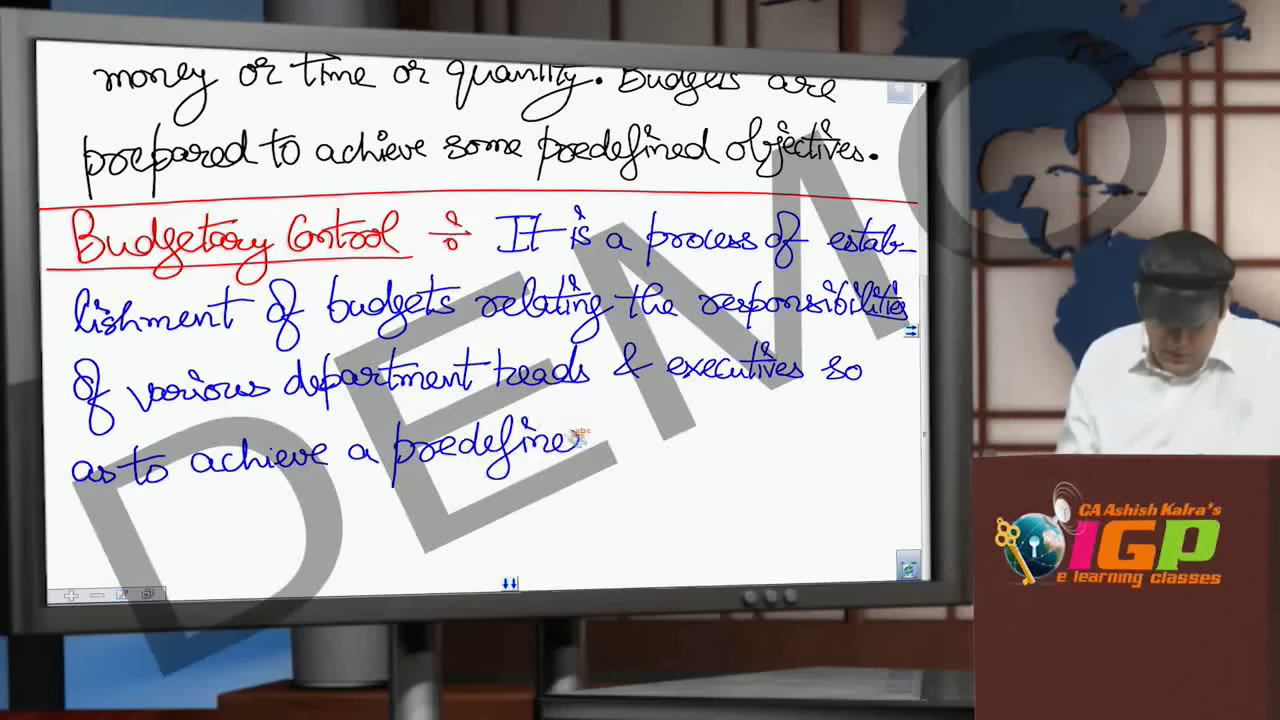 money or time or quantity. Budgets are
prepared to achieve some predefined objectives.
Budgetary Control ÷ It is a process of estab-
lishment of budgets relating the responsibilities
of various department heads & executives so
as to achieve a predefine
DEMO
CA Ashish Kalra's
IGP
e learning classes